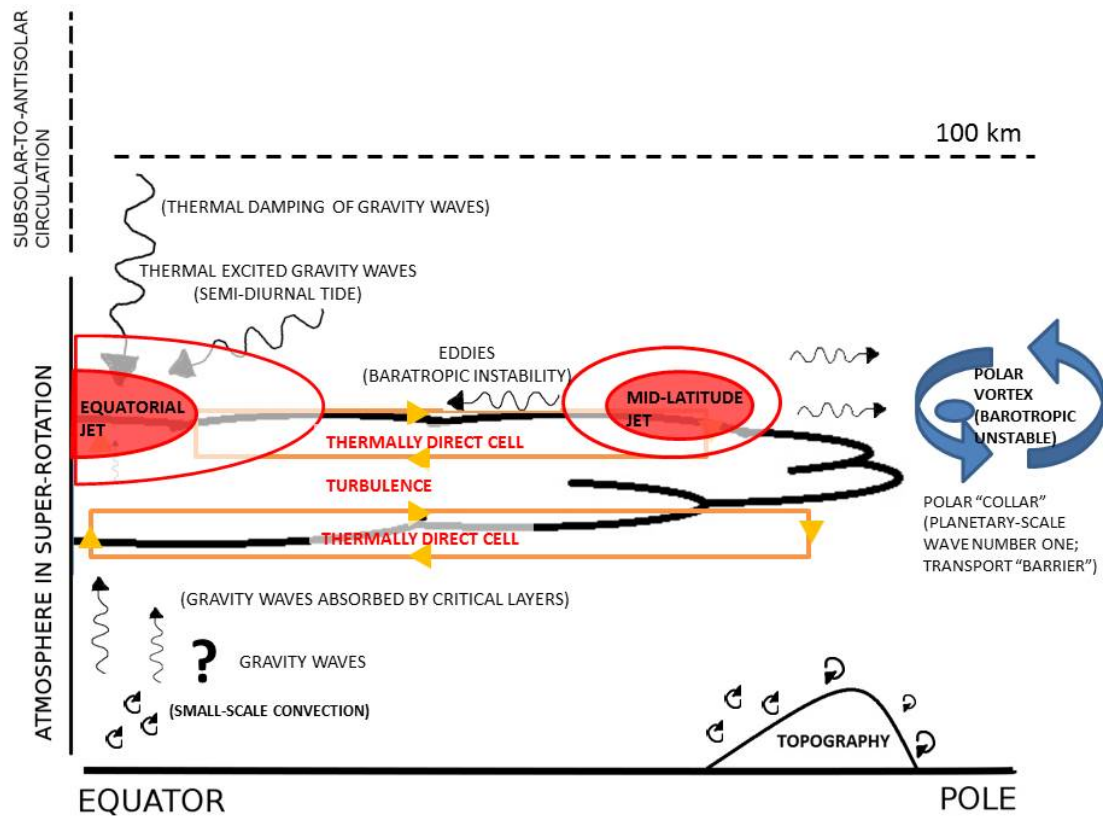 SUBSOLAR-TO-ANTISOLAR
CIRCULATION
100 km
(THERMAL DAMPING OF GRAVITY WAVES)
THERMAL EXCITED GRAVITY WAVES
(SEMI-DIURNAL TIDE)
EDDIES
(BARATROPIC INSTABILITY)
EQUATORIAL
JET
MID-LATITUDE
JET
POLAR
VORTEX
(BAROTROPIC
UNSTABLE)
THERMALLY DIRECT CELL
TURBULENCE
THERMALLY DIRECT CELL
POLAR “COLLAR”
(PLANETARY-SCALE
WAVE NUMBER ONE;
TRANSPORT “BARRIER”)
ATMOSPHERE IN SUPER-ROTATION
(GRAVITY WAVES ABSORBED BY CRITICAL LAYERS)
? GRAVITY WAVES
(SMALL-SCALE CONVECTION)
TOPOGRAPHY
EQUATOR
POLE